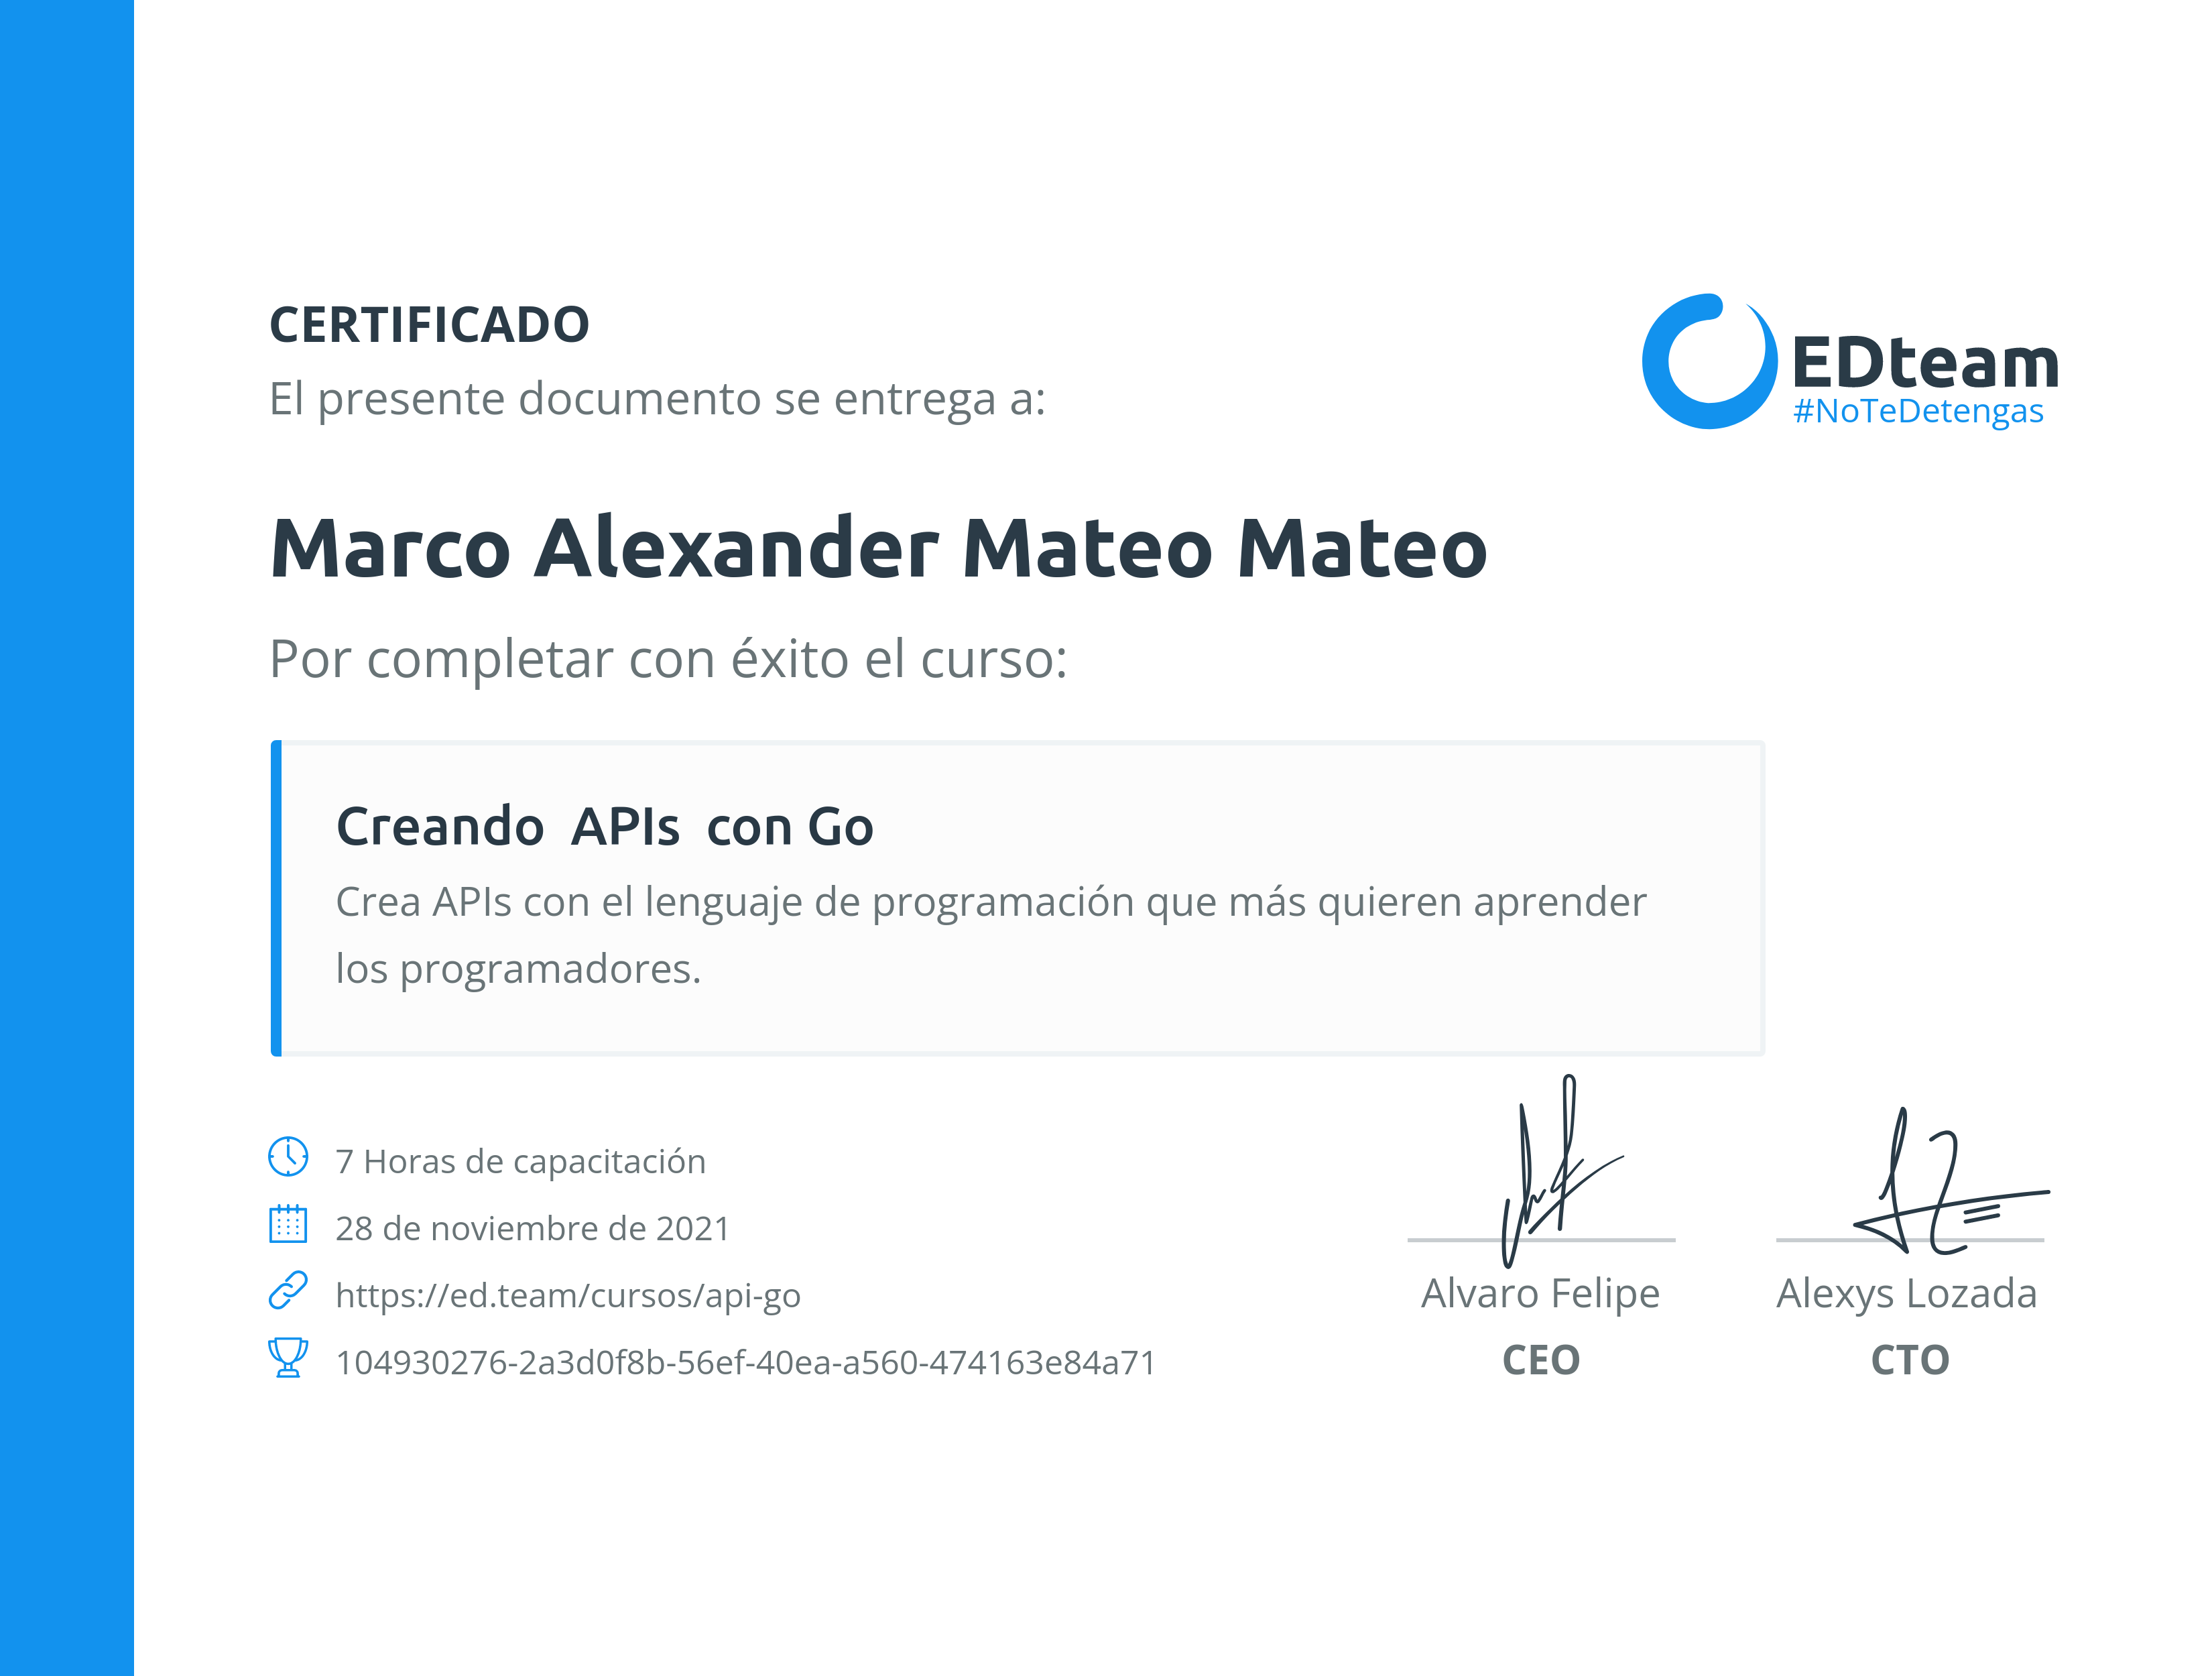 CERTIFICADO
El presente documento se entrega a:
EDteam
#NoTeDetengas
Marco Alexander Mateo Mateo
Por completar con éxito el curso:
Creando APIs con Go
Crea APIs con el lenguaje de programación que más quieren aprender
los programadores.
7 Horas de capacitación
28 de noviembre de 2021
https://ed.team/cursos/api-go
104930276-2a3d0f8b-56ef-40ea-a560-474163e84a71
Alvaro Felipe
CEO
Alexys Lozada
CTO